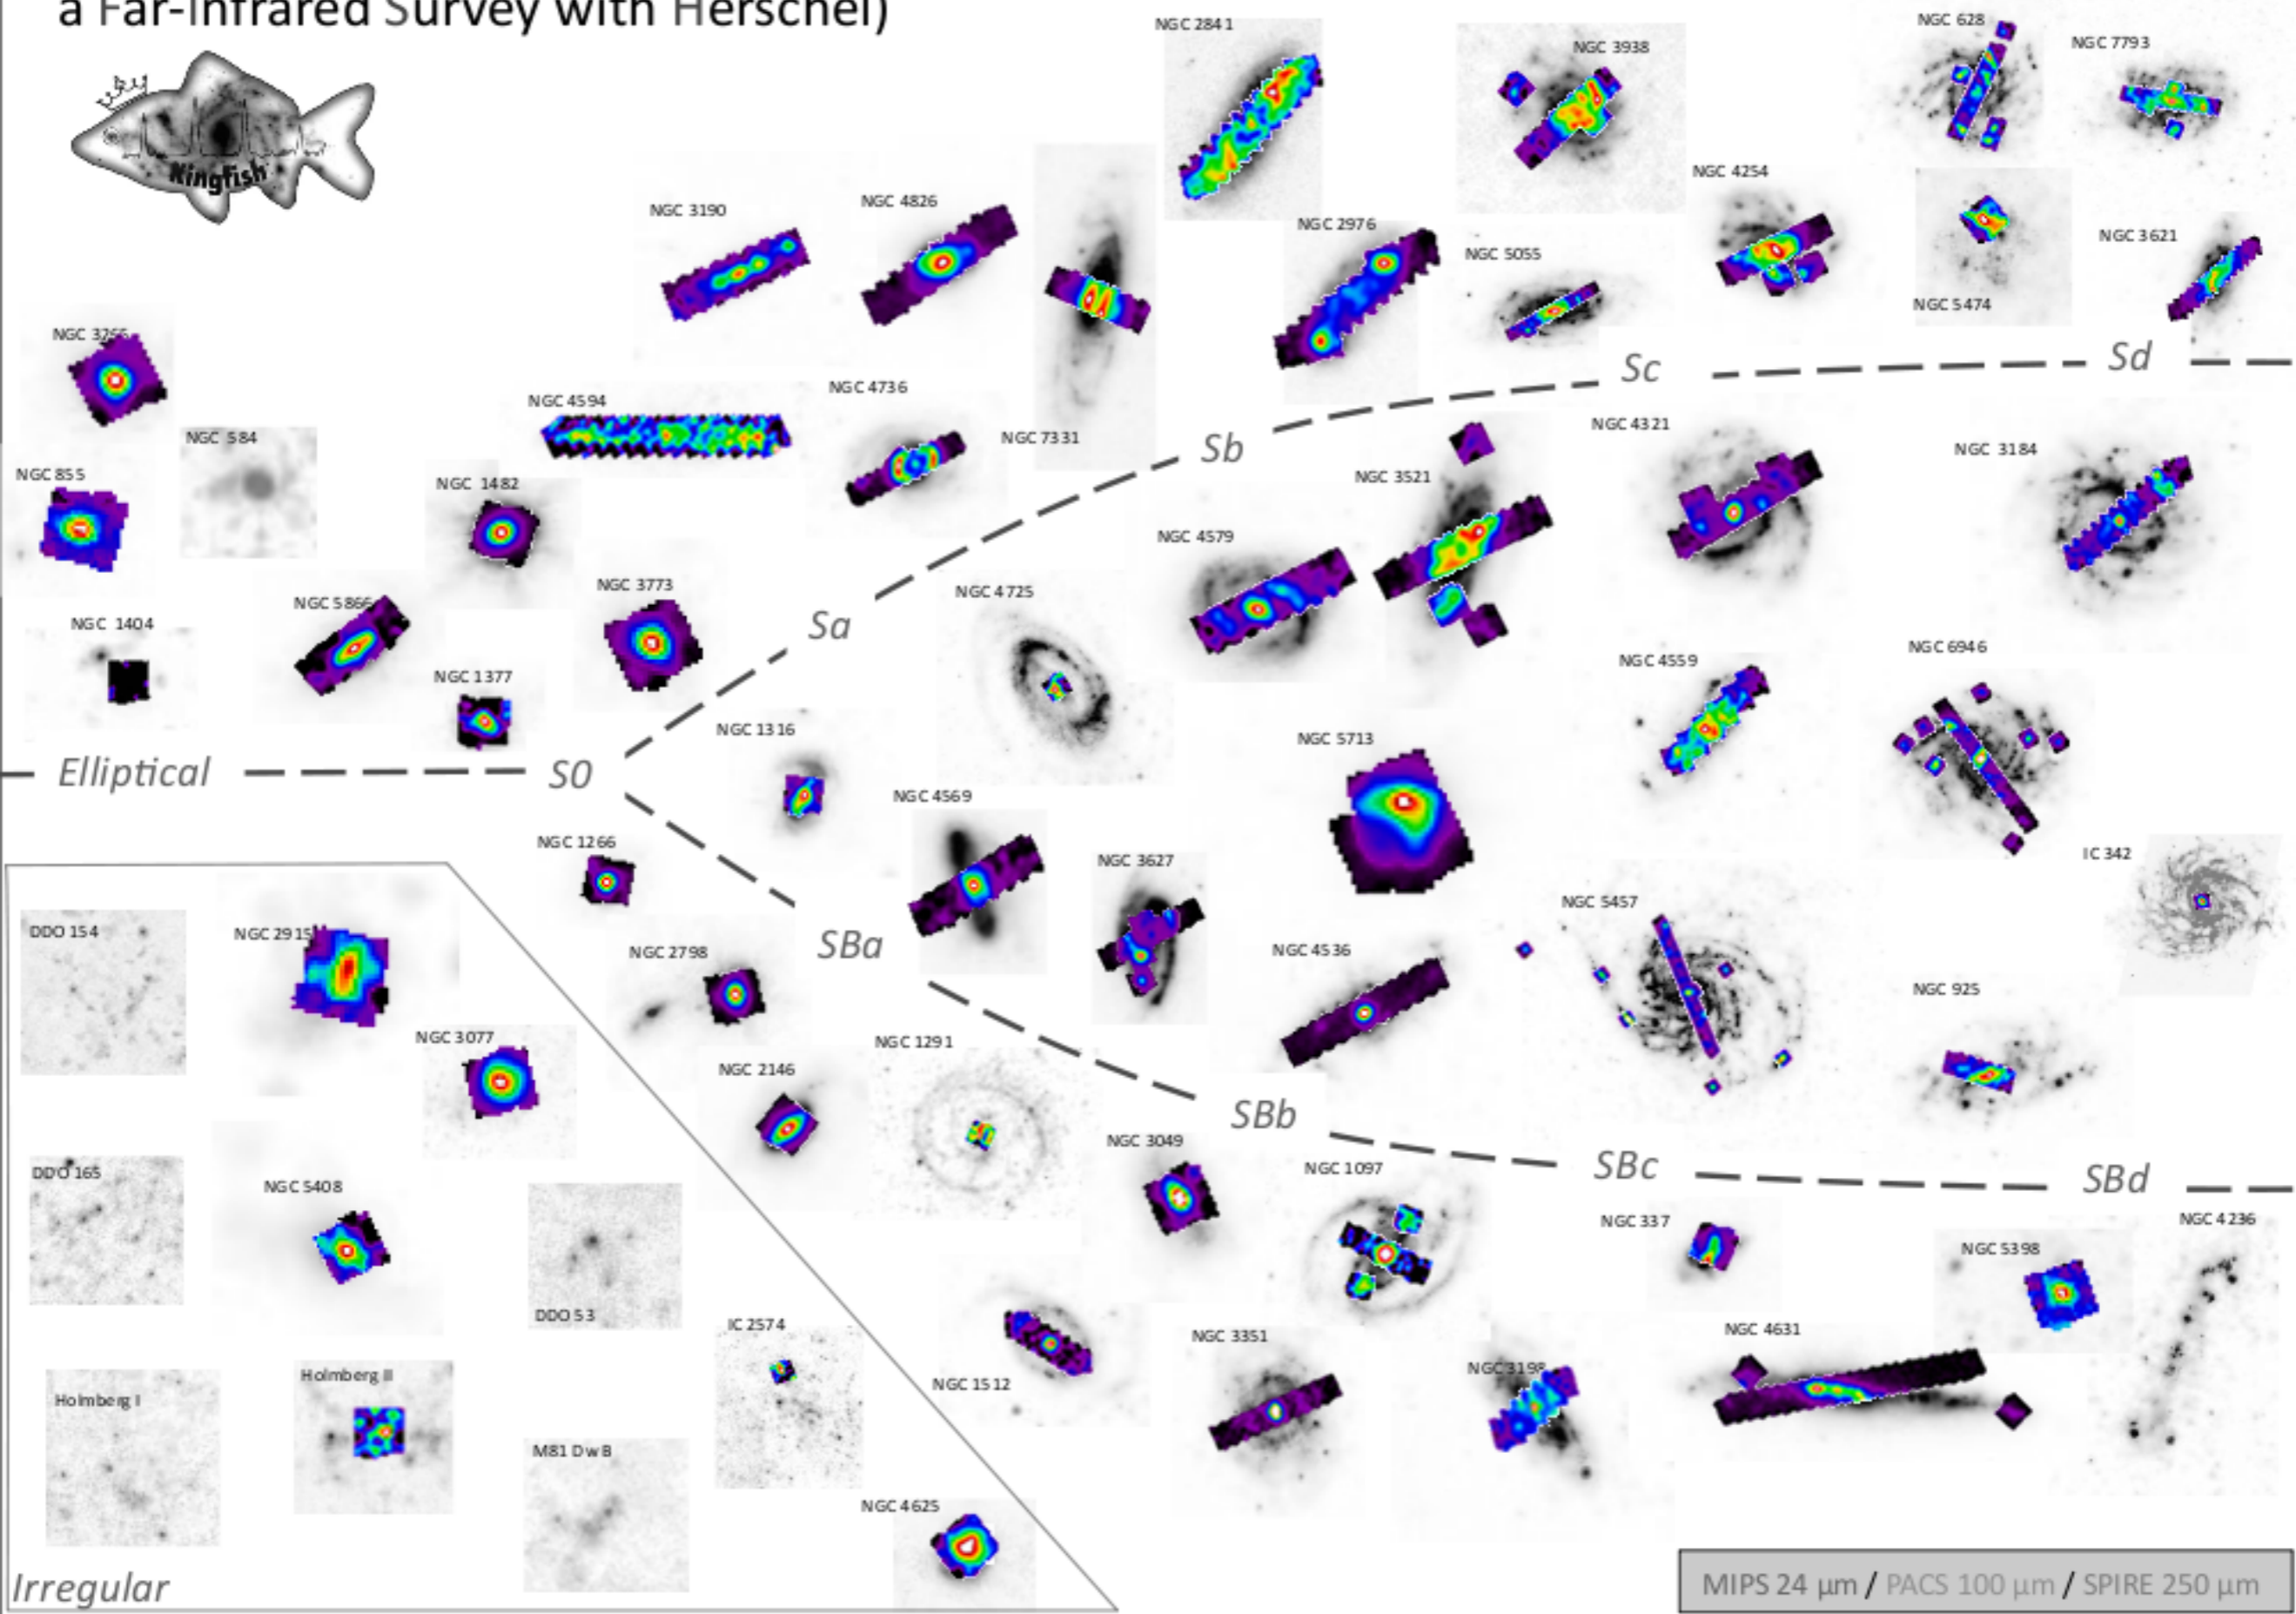 a Far-Infrared Survey with Herschel)
Kingfish
NGC 2841
NGC 3938
NGC 628
NGC 7793
NGC 4254
NGC 3190
NGC 4826
NGC 2976
NGC 5055
NGC 3621
NGC 5474
NGC 584
NGC 855
NGC 4594
NGC 4736
NGC 7331
Sb
Sc
Sd
NGC 4321
NGC 3184
NGC 3521
NGC 1482
NGC 4579
NGC 3773
NGC 4725
NGC 5866
NGC 1404
Sa
NGC 1377
NGC 4559
NGC 6946
NGC 1316
NGC 5713
Elliptical
S0
NGC 4569
NGC 1266
NGC 3627
IC 342
NGC 5457
DDO 154
NGC 2915
SBa
NGC 2798
NGC 4536
NGC 925
NGC 3077
NGC 1291
NGC 2146
SBb
NGC 3049
NGC 1097
SBc
SBd
DDO 165
NGC 5408
NGC 337
NGC 4236
NGC 5398
DDO 53
IC 2574
NGC 4631
NGC 3351
NGC 3198
NGC 1512
Holmberg I
Holmberg II
M81 DwB
NGC 4625
Irregular
MIPS 24 µm / PACS 100 µm / SPIRE 250 µm